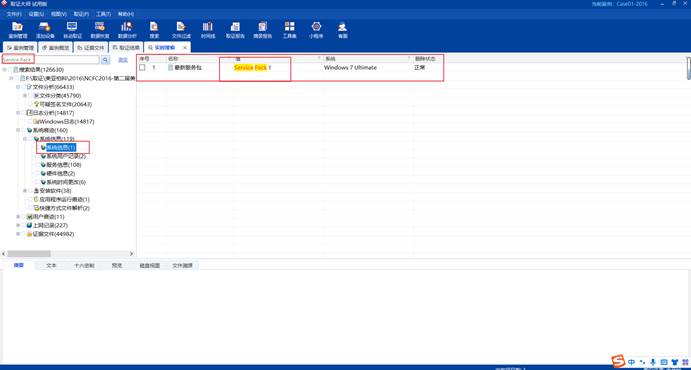 取证大师 试用版
当前案例: Case01-2016
文件(F) 设置(S) 视图(V) 取证(P) 工具(T) 帮助(H)
案例管理 添加设备 自动取证 数据恢复 数据分析 搜索 文件过滤 时间线 取证报告 摘录报告 工具集 小程序 客服
案例管理 案例概览 证据文件 取证结果 实时搜索
Service Pack
序号 名称 值 系统 删除状态
搜索结果(126630)
1 最新服务包 Service Pack 1 Windows 7 Ultimate 正常
F:\取证\美亚柏科\2016\NCFC2016-第二届美
文件分析(66433)
文件分类(45790)
可疑签名文件(20643)
日志分析(14817)
Windows日志(14817)
系统痕迹(160)
系统信息(119)
系统信息(1)
系统用户记录(2)
服务信息(108)
硬件信息(2)
系统时间更改(6)
安装软件(38)
应用程序运行痕迹(1)
快捷方式文件解析(2)
用户痕迹(11)
上网记录(227)
证据文件(44982)
摘要 文本 十六进制 预览 磁盘视图 文件溯源
中